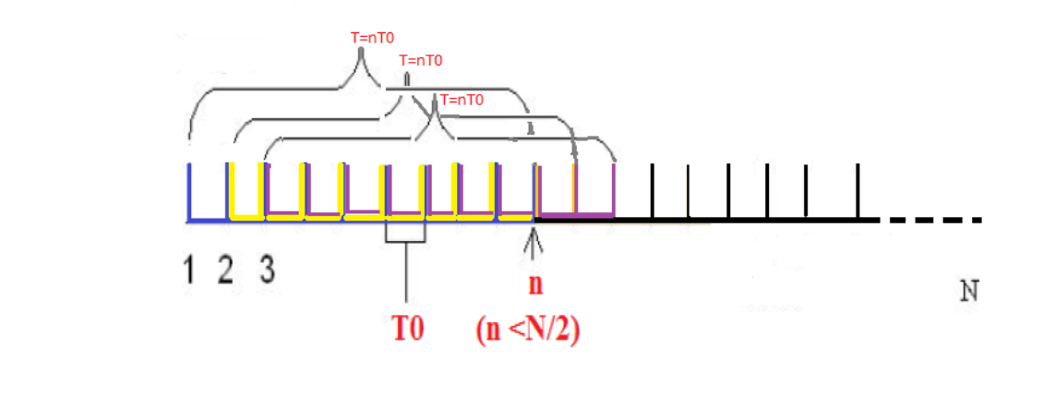 T=nT0
T=nT0
T=nT0
1 2 3
n
N
T0 (n <N/2)